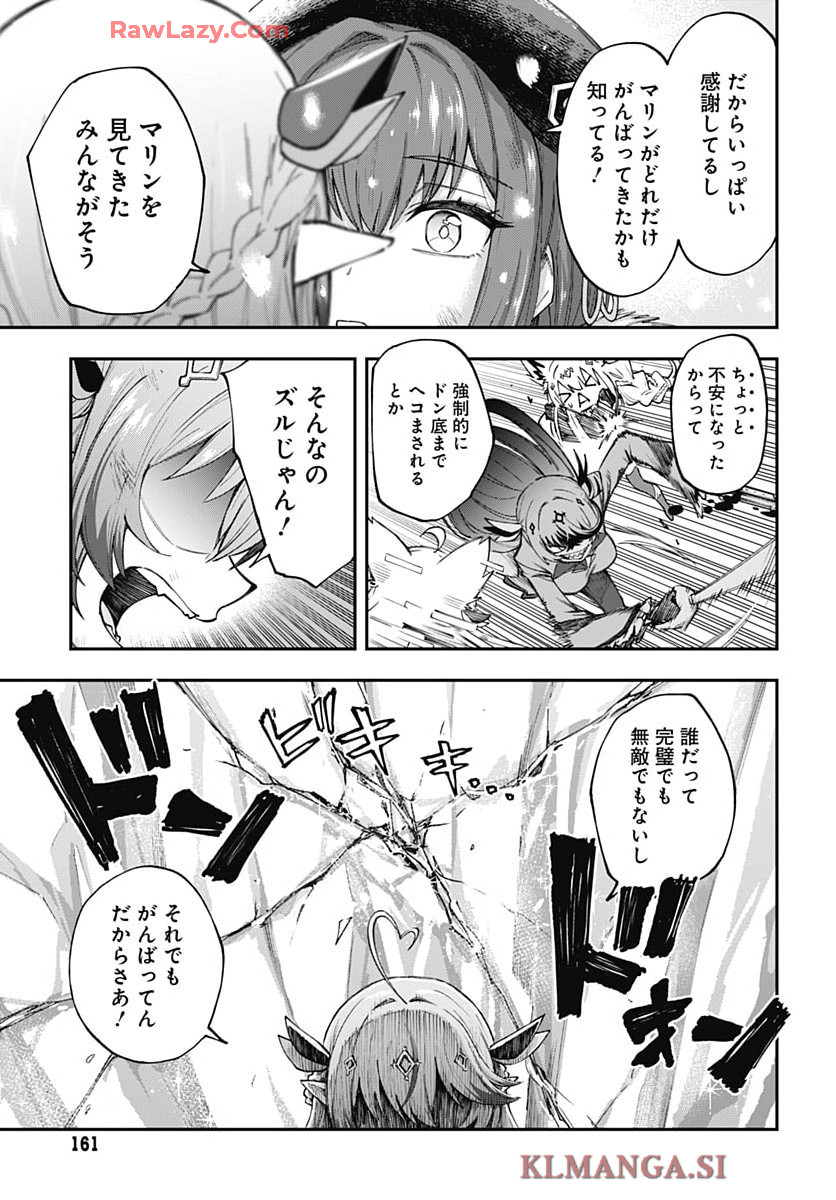 RawLazy.Com
だからいっぱい
感謝してるし
マリンがどれだけ
がんばってきたかも
知ってる！
マリンを
見てきた
みんながそう
ちょっと
不安になった
からって
強制的に
ドン底まで
ヘコまされる
とか
そんなの
ズルじゃん！
誰だって
完璧でも
無敵でもないし
ドオー
ビキキ
ドー
それでも
がんばってん
だからさあ！
161
KLMANGA.SI